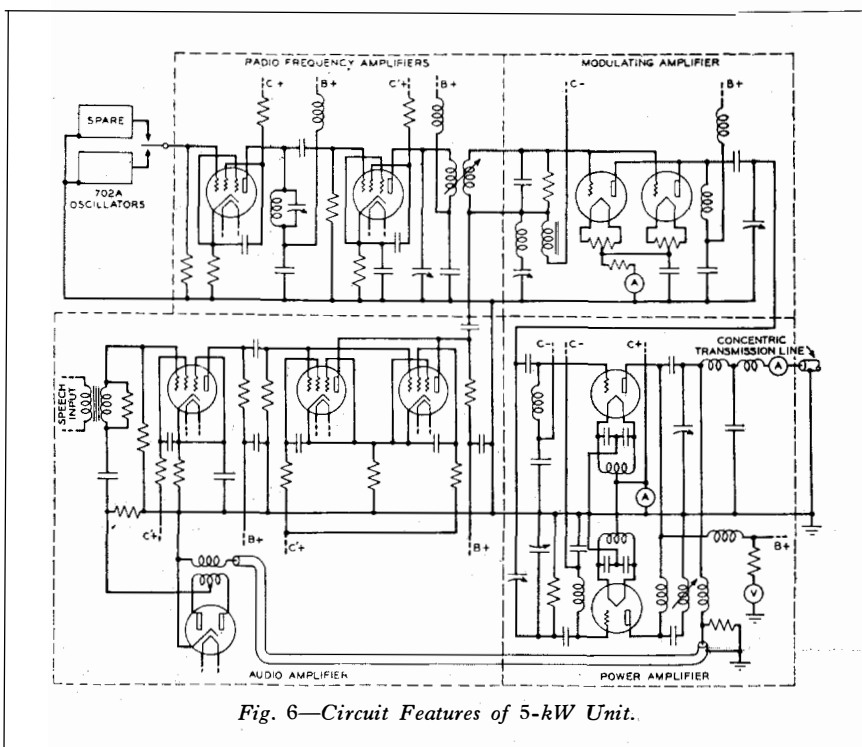 RADIO FREQUENCY AMPLIFIERS
MODULATING AMPLIFIER
C+
B+
C'+
B+
C-
B+
SPARE
702A
OSCILLATORS
A
SPEECH
INPUT
C-
C-
C+
CONCENTRIC
TRANSMISSION LINE
A
A
C'+
B+
C'+
B+
B+
V
AUDIO AMPLIFIER
POWER AMPLIFIER
Fig. 6—Circuit Features of 5-kW Unit.